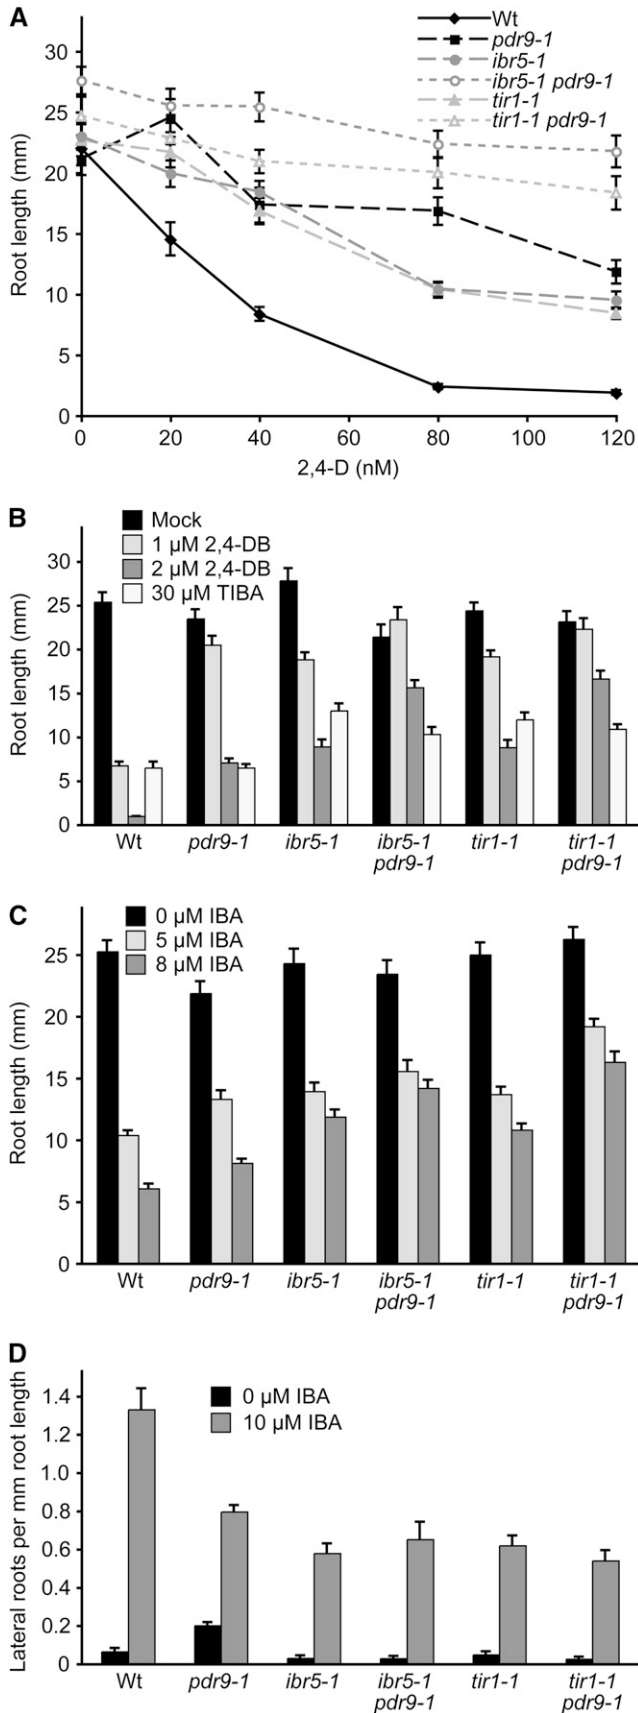 A
Wt
pdr9-1
ibr5-1
ibr5-1 pdr9-1
tir1-1
tir1-1 pdr9-1
Root length (mm)
30
25
20
15
10
5
0
0 20 40 60 80 100 120
2,4-D (nM)
B
Mock
1 µM 2,4-DB
2 µM 2,4-DB
30 µM TIBA
Root length (mm)
30
25
20
15
10
5
0
Wt pdr9-1 ibr5-1 ibr5-1 tir1-1 tir1-1
pdr9-1 pdr9-1
C
0 µM IBA
5 µM IBA
8 µM IBA
Root length (mm)
25
20
15
10
5
0
Wt pdr9-1 ibr5-1 ibr5-1 tir1-1 tir1-1
pdr9-1 pdr9-1
D
0 µM IBA
10 µM IBA
Lateral roots per mm root length
1.4
1.2
1.0
0.8
0.6
0.4
0.2
0
Wt pdr9-1 ibr5-1 ibr5-1 tir1-1 tir1-1
pdr9-1 pdr9-1